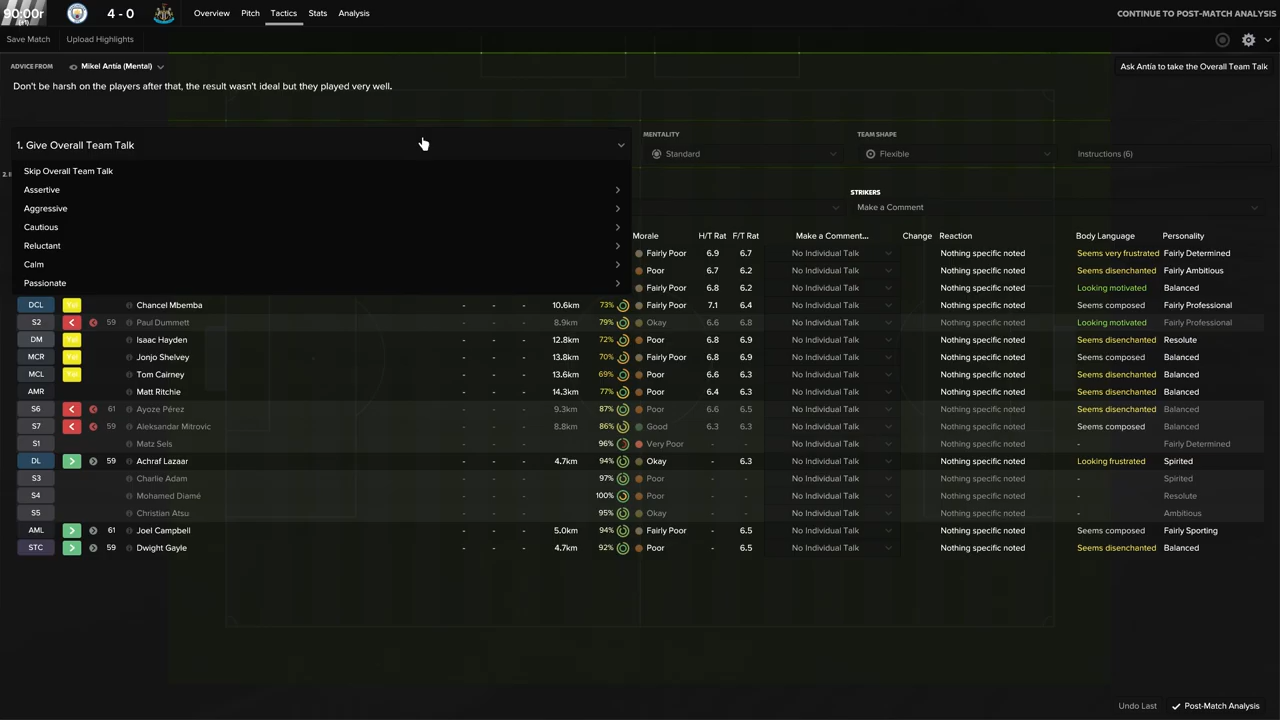 90:00r 4 - 0 Overview Pitch Tactics Stats Analysis CONTINUE TO POST-MATCH ANALYSIS
Save Match Upload Highlights
ADVICE FROM Mikel Antía (Mental) Ask Antía to take the Overall Team Talk
Don't be harsh on the players after that, the result wasn't ideal but they played very well.
MENTALITY TEAM SHAPE
1. Give Overall Team Talk
Standard Flexible Instructions (6)
Skip Overall Team Talk
Assertive STRIKERS
Aggressive Make a Comment
Cautious
Morale H/T Rat F/T Rat Make a Comment... Change Reaction Body Language Personality
Reluctant Fairly Poor 6.9 6.7 No Individual Talk Nothing specific noted Seems very frustrated Fairly Determined
Calm Poor 6.7 6.2 No Individual Talk Nothing specific noted Seems disenchanted Fairly Ambitious
Passionate Fairly Poor 6.8 6.2 No Individual Talk Nothing specific noted Looking motivated Balanced
DCL Yel Chancel Mbemba - - - 10.6km 73% Fairly Poor 7.1 6.4 No Individual Talk Nothing specific noted Seems composed Fairly Professional
S2 59 Paul Dummett - - - 8.9km 79% Okay 6.6 6.8 No Individual Talk Nothing specific noted Looking motivated Fairly Professional
DM Yel Isaac Hayden - - - 12.8km 72% Poor 6.8 6.9 No Individual Talk Nothing specific noted Seems disenchanted Resolute
MCR Yel Jonjo Shelvey - - - 13.8km 70% Fairly Poor 6.8 6.9 No Individual Talk Nothing specific noted Seems composed Balanced
MCL Yel Tom Cairney - - - 13.6km 69% Poor 6.6 6.3 No Individual Talk Nothing specific noted Seems disenchanted Balanced
AMR Matt Ritchie - - - 14.3km 77% Poor 6.4 6.3 No Individual Talk Nothing specific noted Seems disenchanted Balanced
S6 61 Ayoze Pérez - - - 9.3km 87% Poor 6.6 6.5 No Individual Talk Nothing specific noted Seems disenchanted Balanced
S7 59 Aleksandar Mitrovic - - - 8.8km 86% Good 6.3 6.3 No Individual Talk Nothing specific noted Seems composed Balanced
S1 Matz Sels 96% Very Poor - - No Individual Talk Nothing specific noted - Fairly Determined
DL 59 Achraf Lazaar - - - 4.7km 94% Okay - 6.3 No Individual Talk Nothing specific noted Looking frustrated Spirited
S3 Charlie Adam 97% Poor - - No Individual Talk Nothing specific noted - Spirited
S4 Mohamed Diamé 100% Poor - - No Individual Talk Nothing specific noted - Resolute
S5 Christian Atsu 95% Okay - - No Individual Talk Nothing specific noted - Ambitious
AML 61 Joel Campbell - - - 5.0km 94% Fairly Poor - 6.5 No Individual Talk Nothing specific noted Seems composed Fairly Sporting
STC 59 Dwight Gayle - - - 4.7km 92% Poor - 6.5 No Individual Talk Nothing specific noted Seems disenchanted Balanced
Undo Last Post-Match Analysis